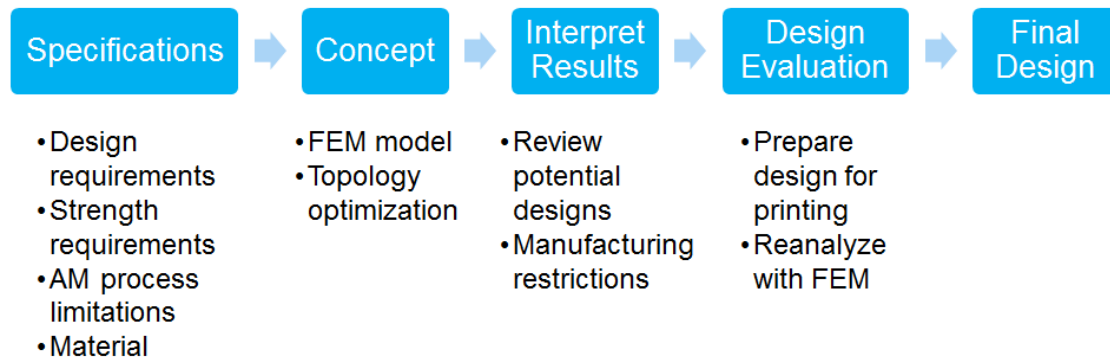 Specifications
Concept
Interpret
Results
Design
Evaluation
Final
Design
•Design
requirements
•Strength
requirements
•AM process
limitations
•Material
•FEM model
•Topology
optimization
•Review
potential
designs
•Manufacturing
restrictions
•Prepare
design for
printing
•Reanalyze
with FEM